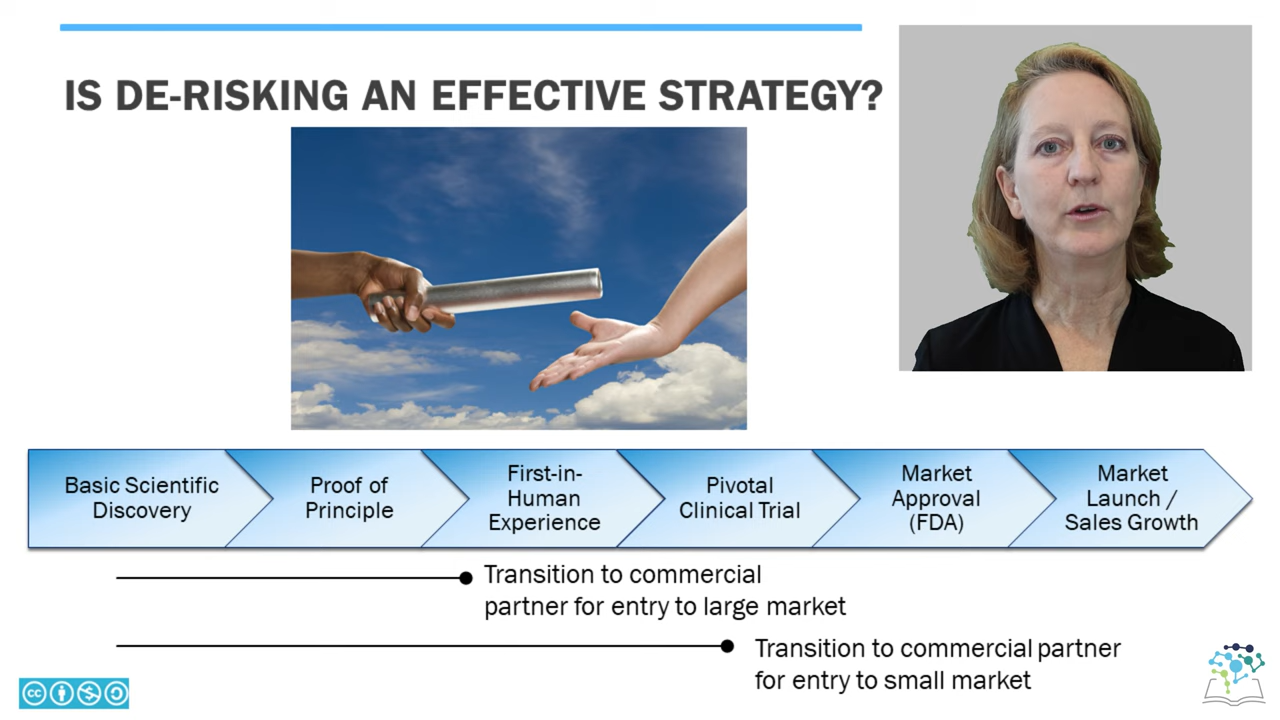 IS DE-RISKING AN EFFECTIVE STRATEGY?
Basic Scientific
Discovery
Proof of
Principle
First-in-
Human
Experience
Pivotal
Clinical Trial
Market
Approval
(FDA)
Market
Launch /
Sales Growth
Transition to commercial
partner for entry to large market
Transition to commercial partner
for entry to small market
cc